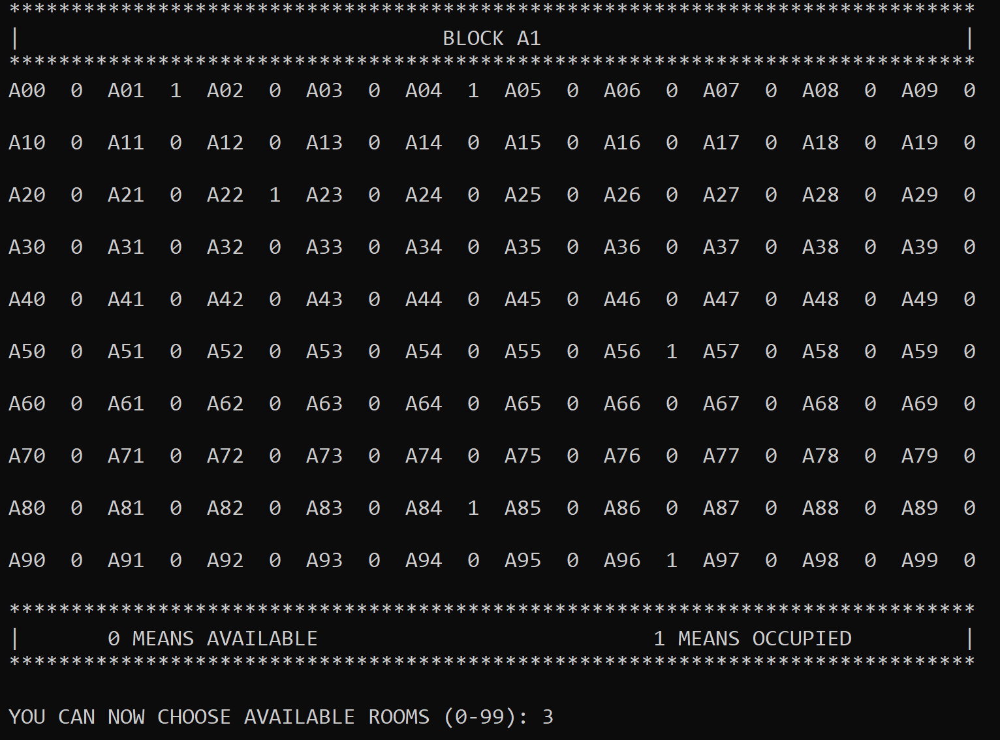 ******************************************************************************
|                                  BLOCK A1                                  |
******************************************************************************
A00  0  A01  1  A02  0  A03  0  A04  1  A05  0  A06  0  A07  0  A08  0  A09  0
A10  0  A11  0  A12  0  A13  0  A14  0  A15  0  A16  0  A17  0  A18  0  A19  0
A20  0  A21  0  A22  1  A23  0  A24  0  A25  0  A26  0  A27  0  A28  0  A29  0
A30  0  A31  0  A32  0  A33  0  A34  0  A35  0  A36  0  A37  0  A38  0  A39  0
A40  0  A41  0  A42  0  A43  0  A44  0  A45  0  A46  0  A47  0  A48  0  A49  0
A50  0  A51  0  A52  0  A53  0  A54  0  A55  0  A56  1  A57  0  A58  0  A59  0
A60  0  A61  0  A62  0  A63  0  A64  0  A65  0  A66  0  A67  0  A68  0  A69  0
A70  0  A71  0  A72  0  A73  0  A74  0  A75  0  A76  0  A77  0  A78  0  A79  0
A80  0  A81  0  A82  0  A83  0  A84  1  A85  0  A86  0  A87  0  A88  0  A89  0
A90  0  A91  0  A92  0  A93  0  A94  0  A95  0  A96  1  A97  0  A98  0  A99  0
******************************************************************************
|       0 MEANS AVAILABLE                           1 MEANS OCCUPIED         |
******************************************************************************
YOU CAN NOW CHOOSE AVAILABLE ROOMS (0-99): 3